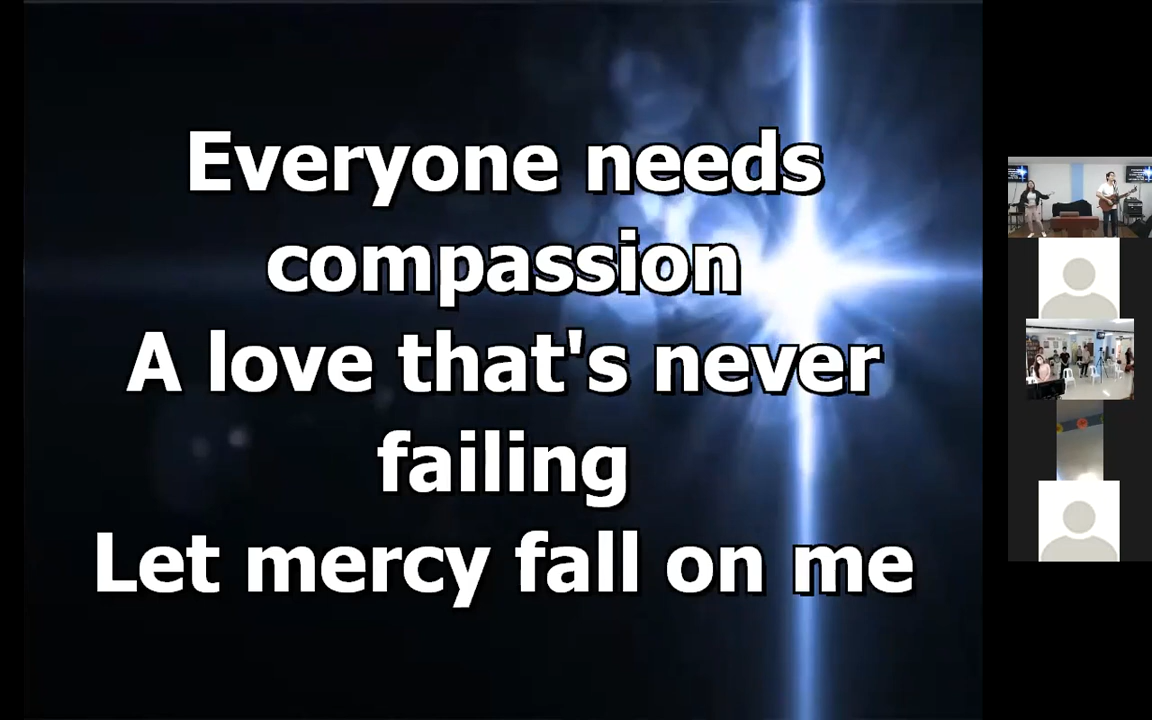 Everyone needs
compassion
A love that's never
failing
Let mercy fall on me